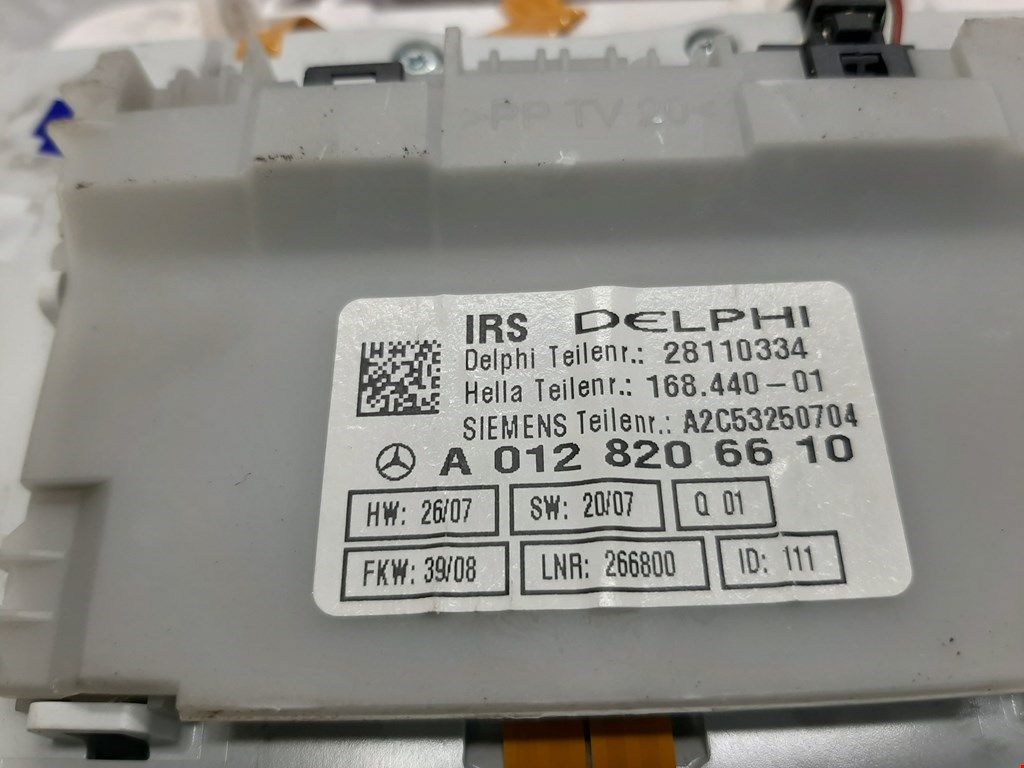 >PP TV 20<
IRS DELPHI
Delphi Teilenr.: 28110334
Hella Teilenr.: 168.440-01
SIEMENS Teilenr.: A2C53250704
A 012 820 66 10
HW: 26/07 SW: 20/07 Q 01
FKW: 39/08 LNR: 266800 ID: 111